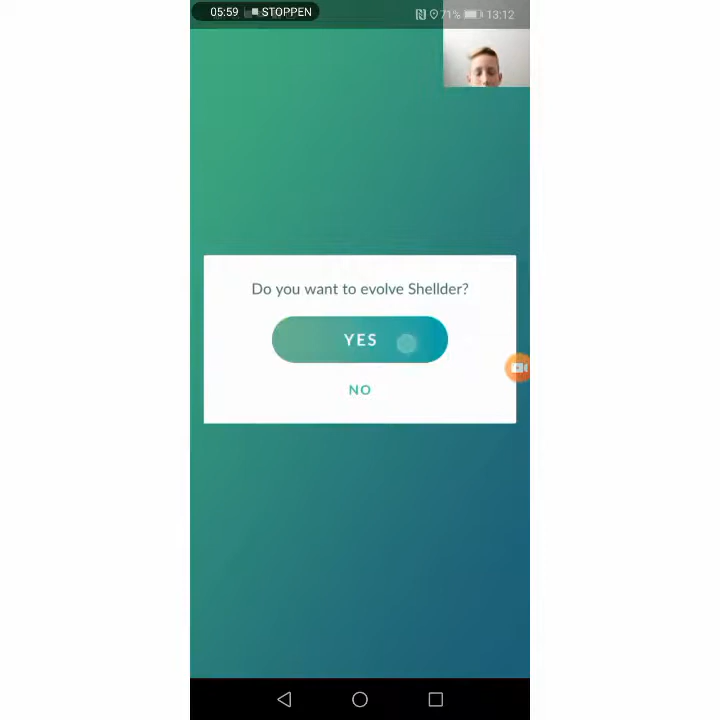 05:59 STOPPEN 71% 13:12
Do you want to evolve Shellder?
YES
NO